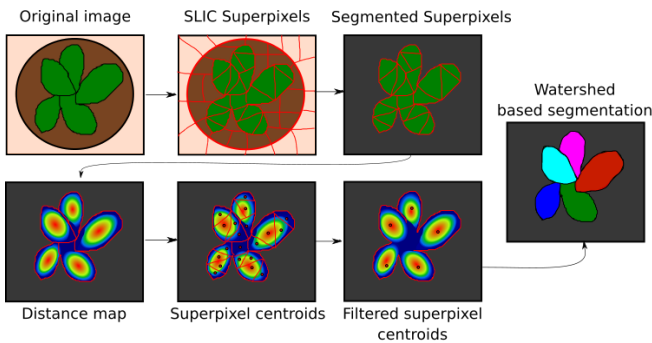 Original image
SLIC Superpixels
Segmented Superpixels
Watershed
based segmentation
Distance map
Superpixel centroids
Filtered superpixel
centroids